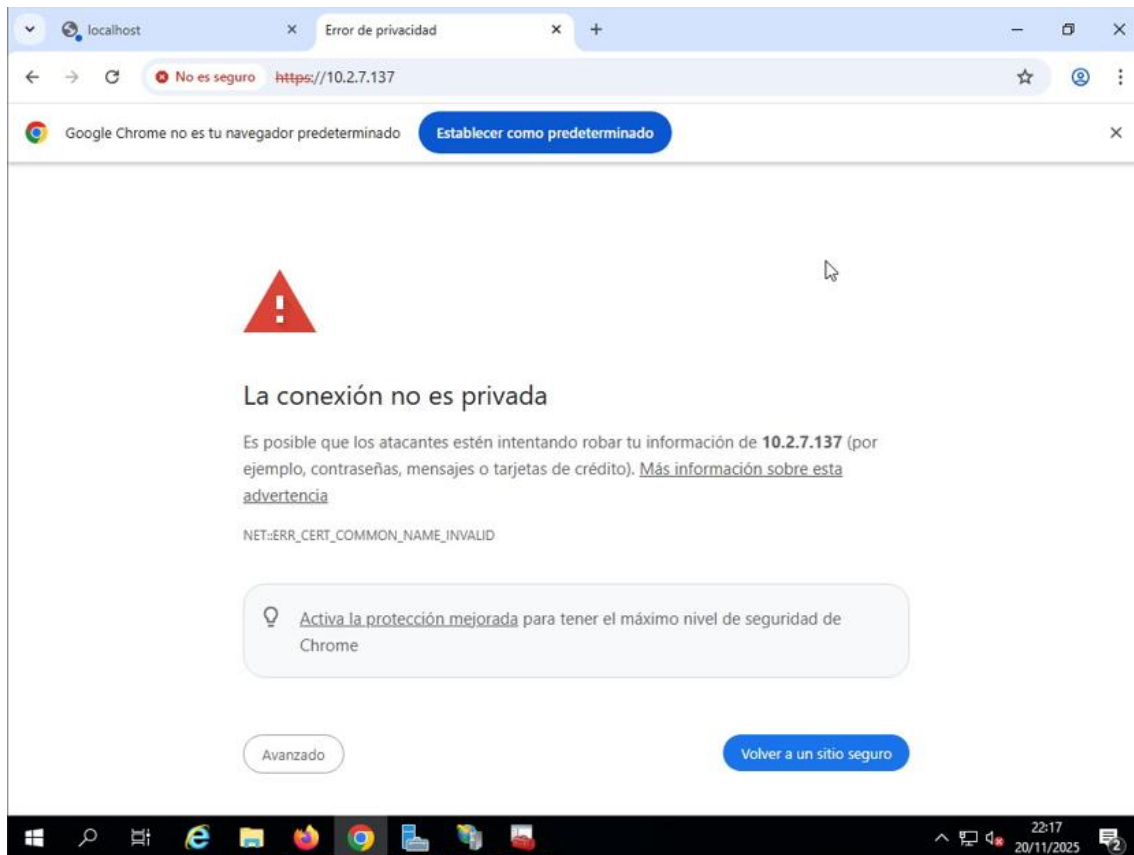 localhost
Error de privacidad
No es seguro https://10.2.7.137
Google Chrome no es tu navegador predeterminado
Establecer como predeterminado
La conexión no es privada
Es posible que los atacantes estén intentando robar tu información de 10.2.7.137 (por
ejemplo, contraseñas, mensajes o tarjetas de crédito). Más información sobre esta
advertencia
NET::ERR_CERT_COMMON_NAME_INVALID
Activa la protección mejorada para tener el máximo nivel de seguridad de
Chrome
Avanzado
Volver a un sitio seguro
22:17
20/11/2025
2